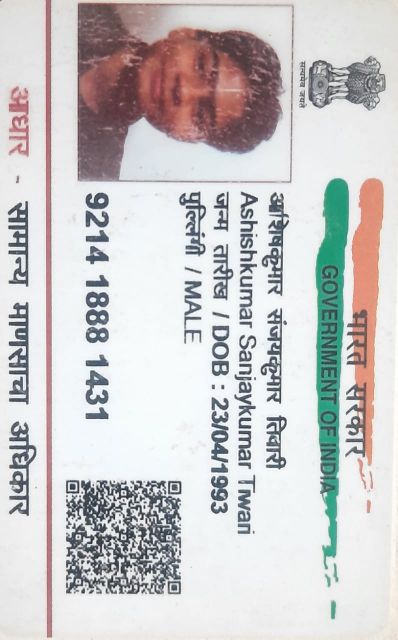 सत्यमेव जयते
भारत सरकार
GOVERNMENT OF INDIA
अशिषकुमार संजयकुमार तिवारी
Ashishkumar Sanjaykumar Tiwari
जन्म तारीख / DOB : 23/04/1993
पुल्लिंगी / MALE
9214 1888 1431
आधार - सामान्य माणसाचा अधिकार